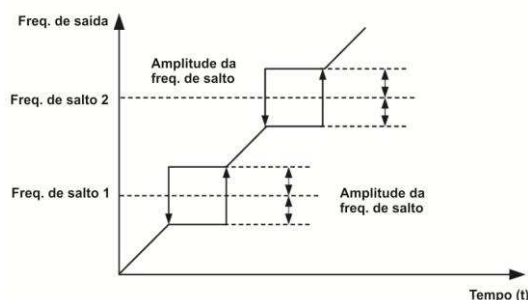 Freq. de saída
Amplitude da
freq. de salto
Freq. de salto 2
Freq. de salto 1
Amplitude da
freq. de salto
Tempo (t)